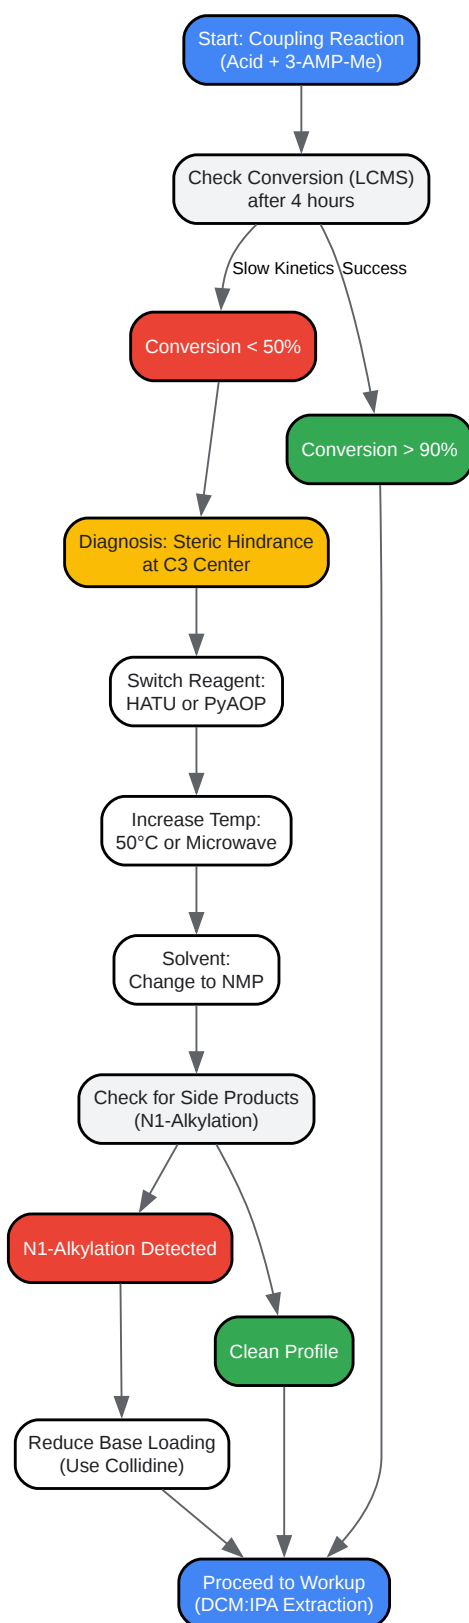 Start: Coupling Reaction
(Acid + 3-AMP-Me)
Check Conversion (LCMS)
after 4 hours
Slow Kinetics
Success
Conversion < 50%
Conversion > 90%
Diagnosis: Steric Hindrance
at C3 Center
Switch Reagent:
HATU or PyAOP
Increase Temp:
50°C or Microwave
Solvent:
Change to NMP
Check for Side Products
(N1-Alkylation)
N1-Alkylation Detected
Clean Profile
Reduce Base Loading
(Use Collidine)
Proceed to Workup
(DCM:IPA Extraction)